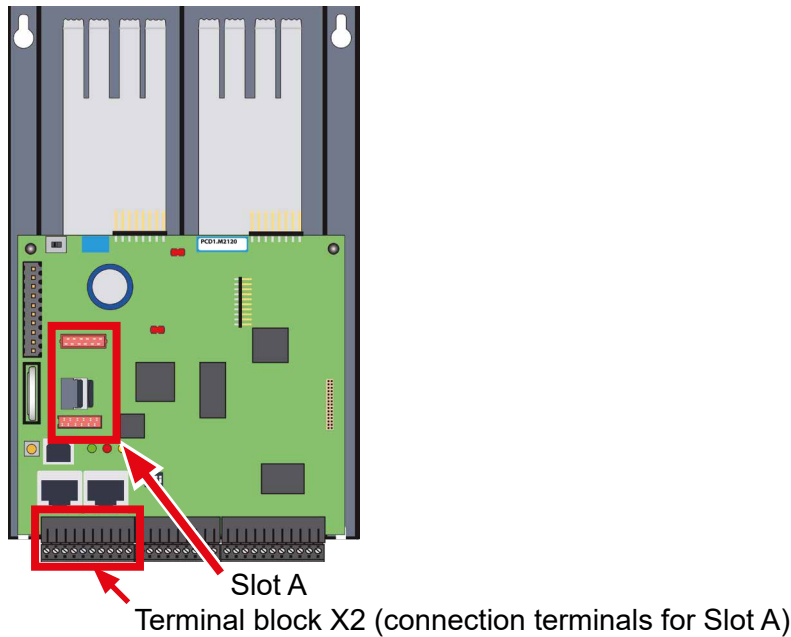 PCD1.M2120
Slot A
Terminal block X2 (connection terminals for Slot A)